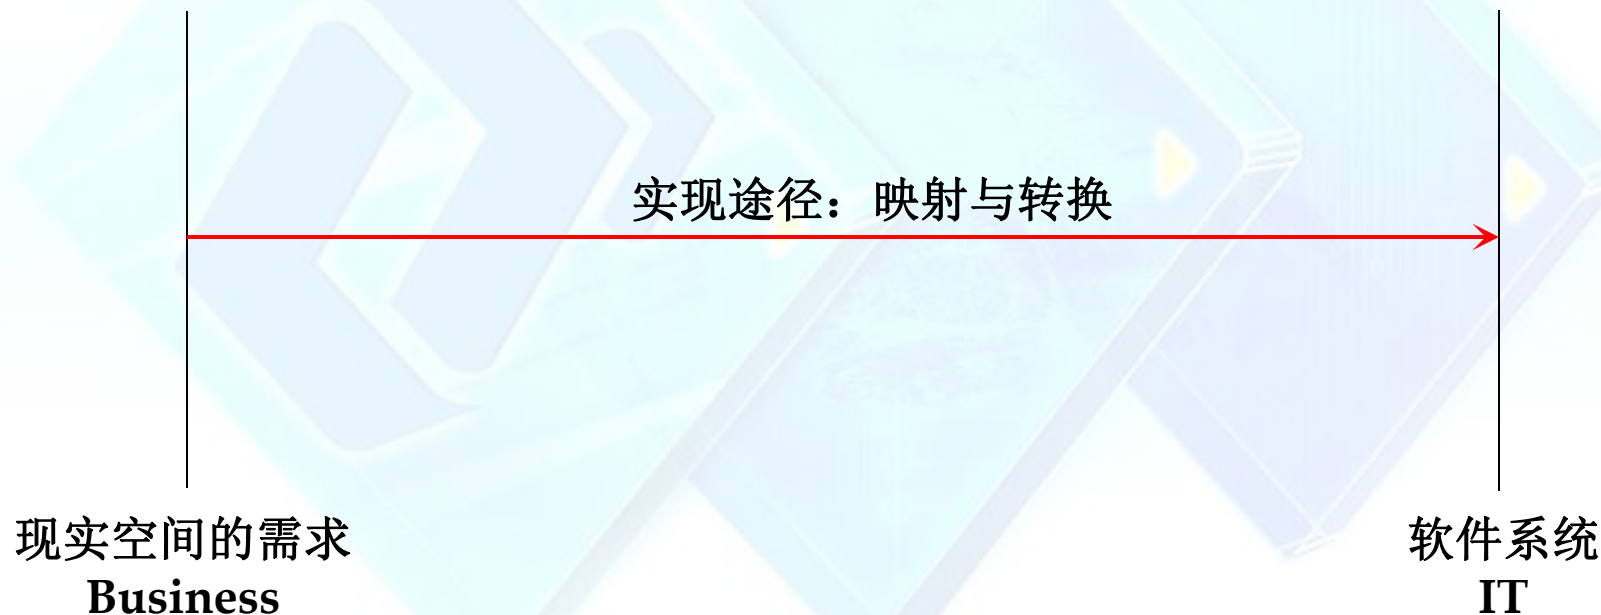 实现途径：映射与转换
现实空间的需求
Business
软件系统
IT